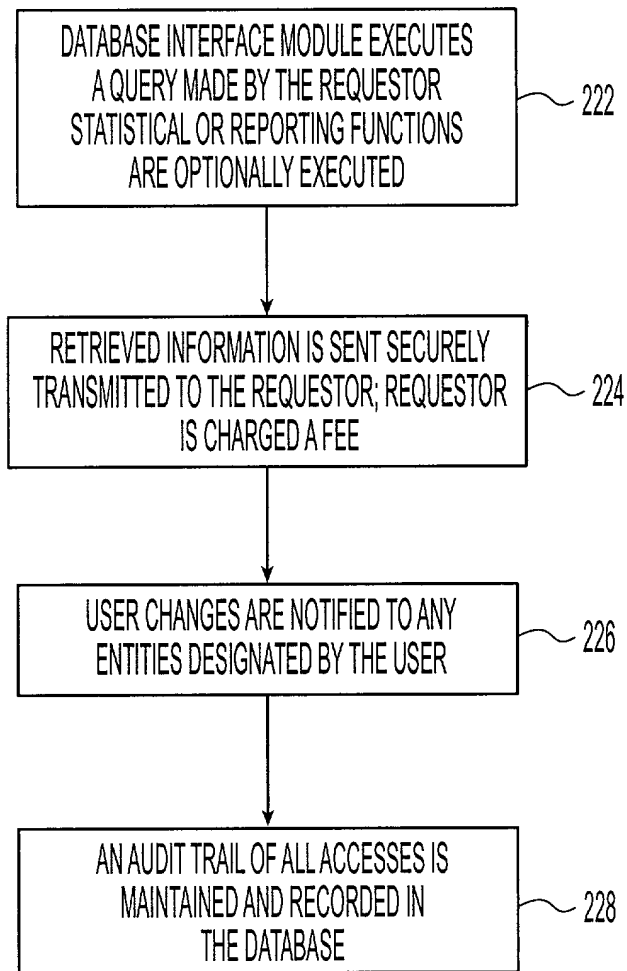 DATABASE INTERFACE MODULE EXECUTES
A QUERY MADE BY THE REQUESTOR
STATISTICAL OR REPORTING FUNCTIONS
ARE OPTIONALLY EXECUTED
222
RETRIEVED INFORMATION IS SENT SECURELY
TRANSMITTED TO THE REQUESTOR; REQUESTOR
IS CHARGED A FEE
224
USER CHANGES ARE NOTIFIED TO ANY
ENTITIES DESIGNATED BY THE USER
226
AN AUDIT TRAIL OF ALL ACCESSES IS
MAINTAINED AND RECORDED IN
THE DATABASE
228